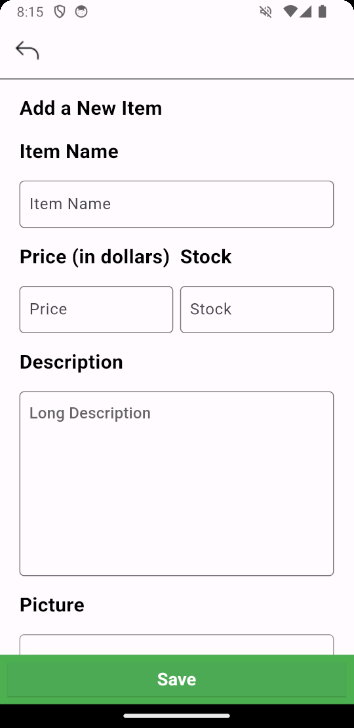 8:15
Add a New Item
Item Name
Item Name
Price (in dollars) Stock
Price Stock
Description
Long Description
Picture
Save